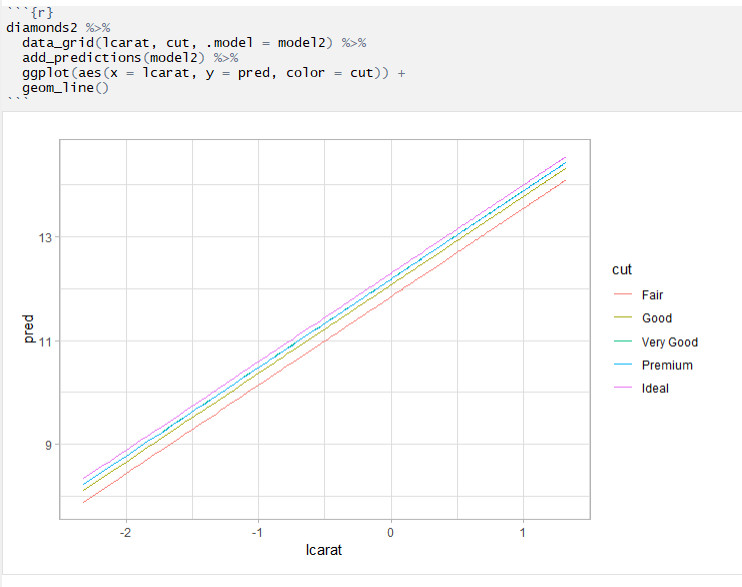 ```{r}
diamonds2 %>%
  data_grid(lcarat, cut, .model = model2) %>%
  add_predictions(model2) %>%
  ggplot(aes(x = lcarat, y = pred, color = cut)) +
  geom_line()
```
13
11
9
pred
-2 -1 0 1
lcarat
cut
Fair
Good
Very Good
Premium
Ideal